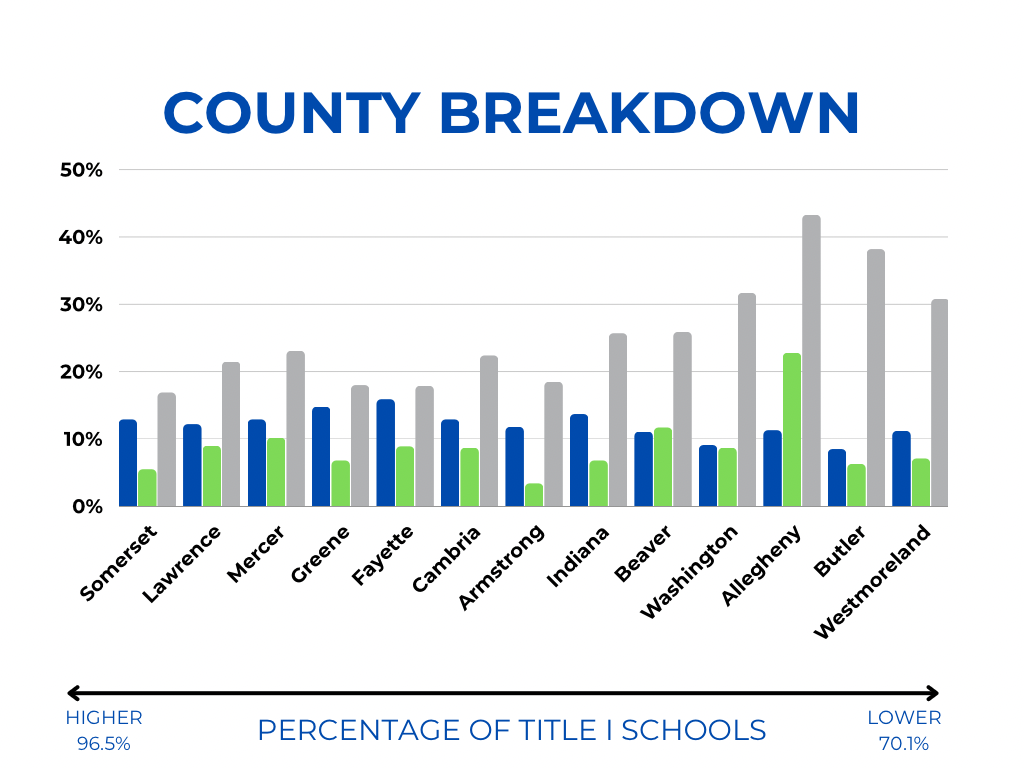 COUNTY BREAKDOWN
50%
40%
30%
20%
10%
0%
Somerset
Lawrence
Mercer
Greene
Fayette
Cambria
Armstrong
Indiana
Beaver
Washington
Allegheny
Butler
Westmoreland
HIGHER
96.5%
PERCENTAGE OF TITLE I SCHOOLS
LOWER
70.1%